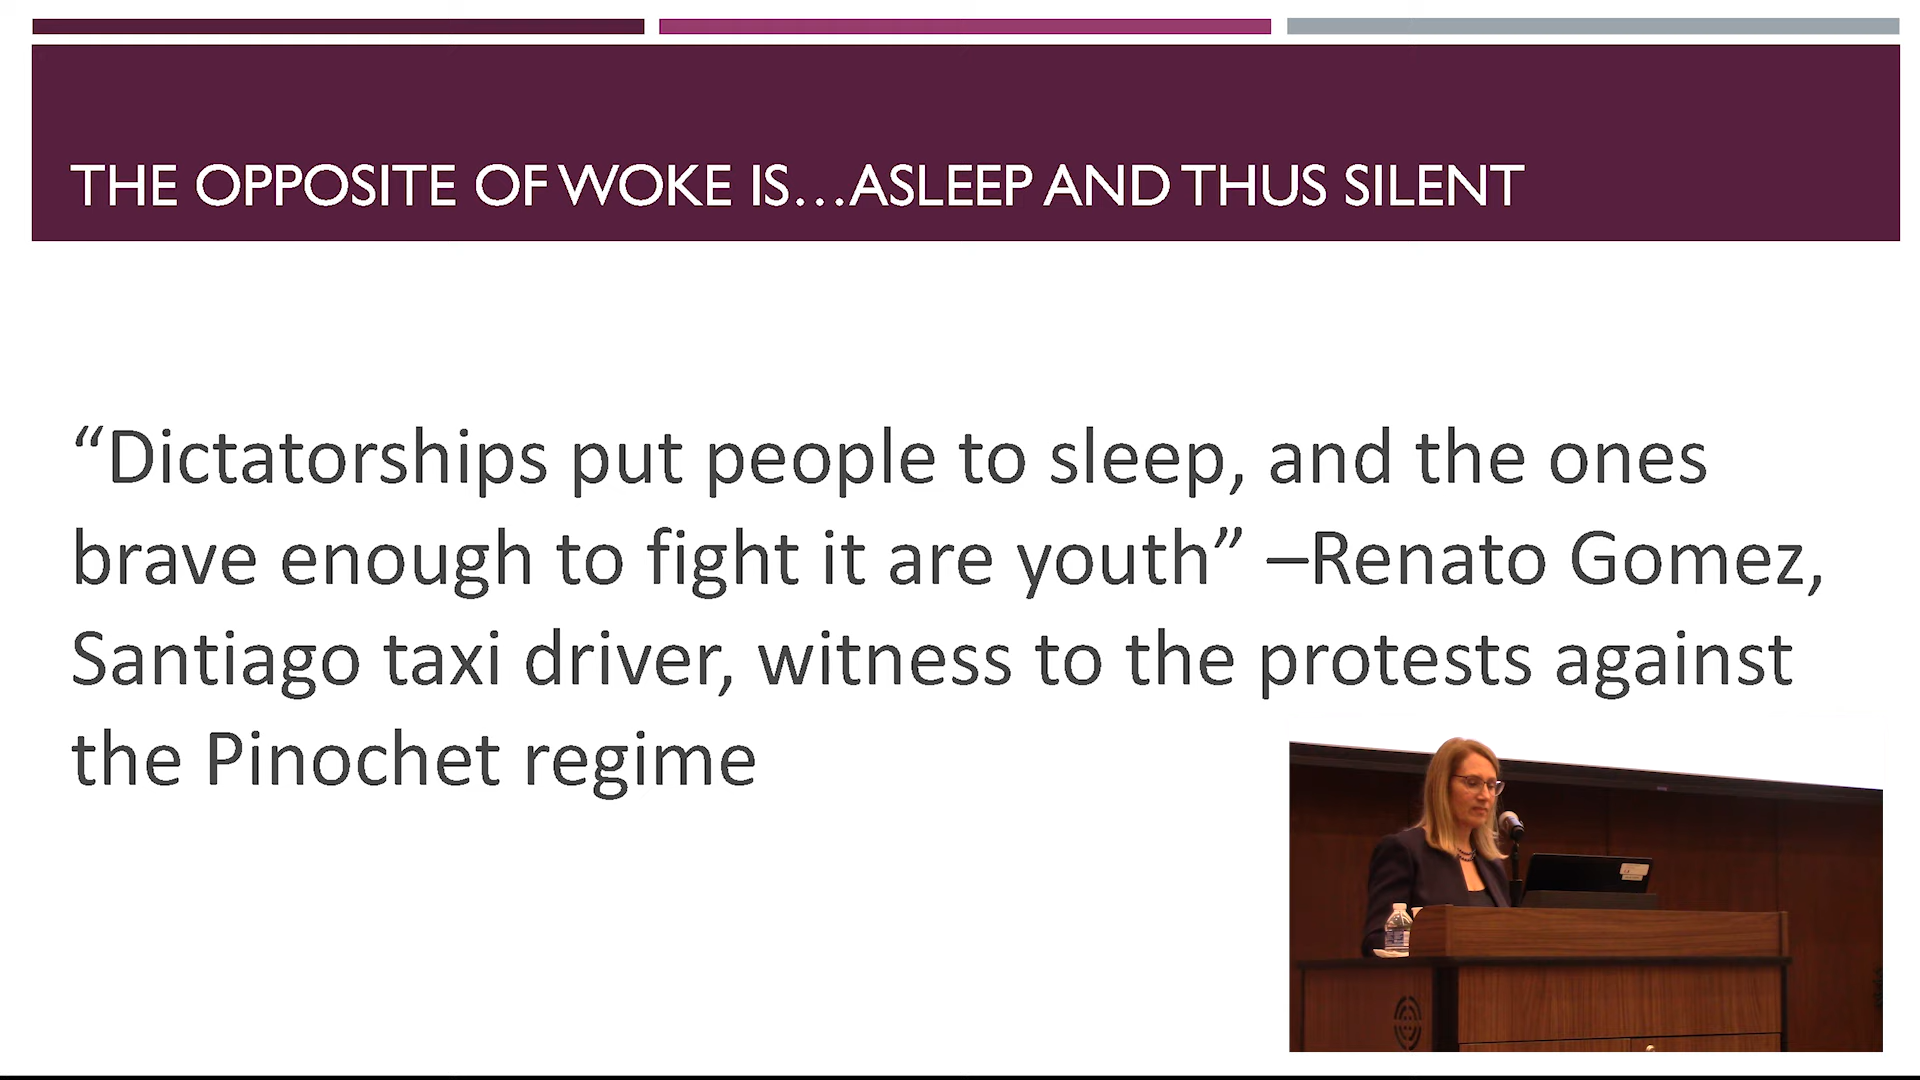 THE OPPOSITE OF WOKE IS...ASLEEP AND THUS SILENT
“Dictatorships put people to sleep, and the ones
brave enough to fight it are youth” –Renato Gomez,
Santiago taxi driver, witness to the protests against
the Pinochet regime